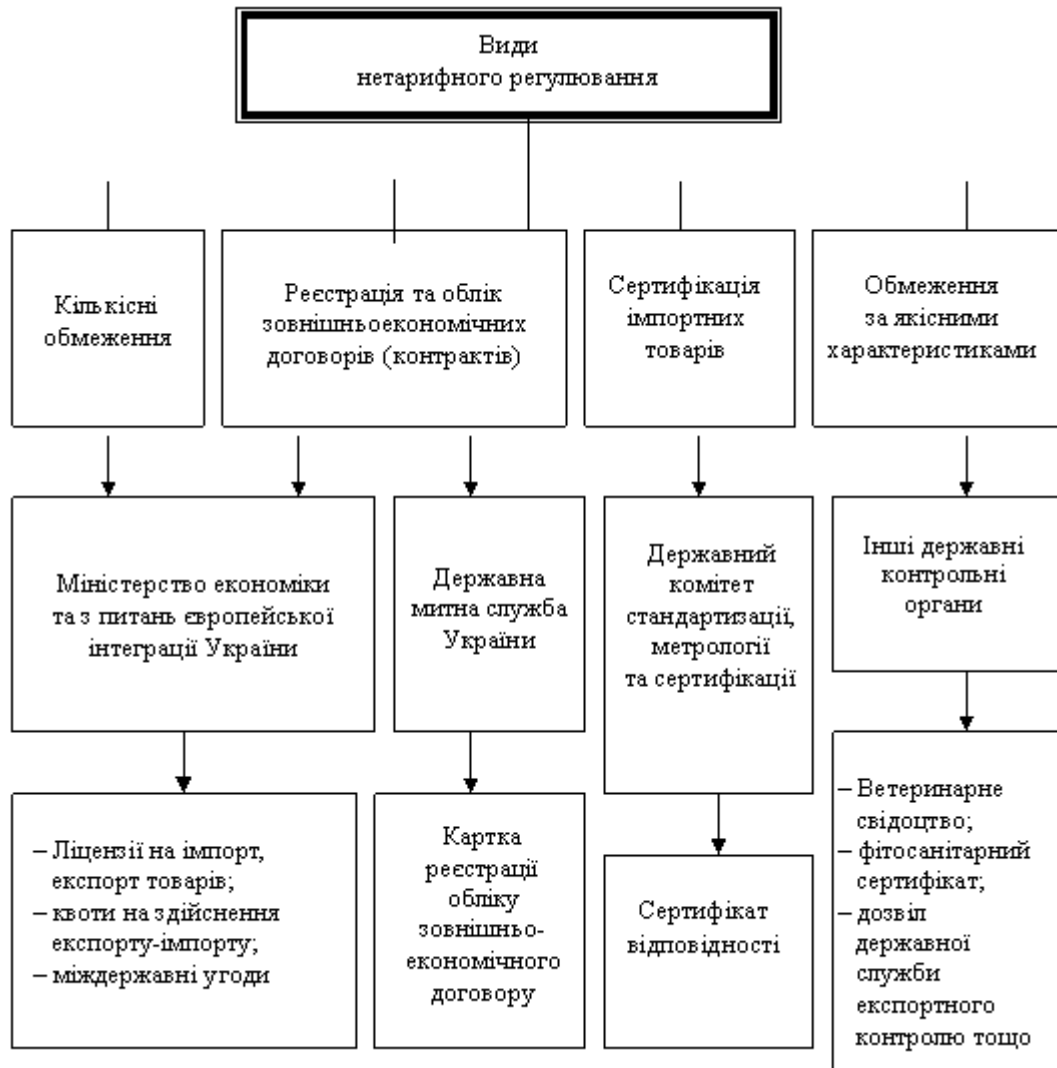 Види
нетарифного регулювання
Кількісні
обмеження
Реєстрація та облік
зовнішньоекономічних
договорів (контрактів)
Сертифікація
імпортних
товарів
Обмеження
за якісними
характеристиками
Міністерство економіки
та з питань європейської
інтеграції України
Державна
митна служба
України
Державний
комітет
стандартизації,
метрології
та сертифікації
Інші державні
контрольні
органи
– Ліцензії на імпорт,
експорт товарів;
– квоти на здійснення
експорту-імпорту;
– міждержавні угоди
Картка
реєстрації
обліку
зовнішньо-
економічного
договору
Сертифікат
відповідності
– Ветеринарне
свідоцтво;
– фітосанітарний
сертифікат;
– дозвіл
державної
служби
експортного
контролю тощо